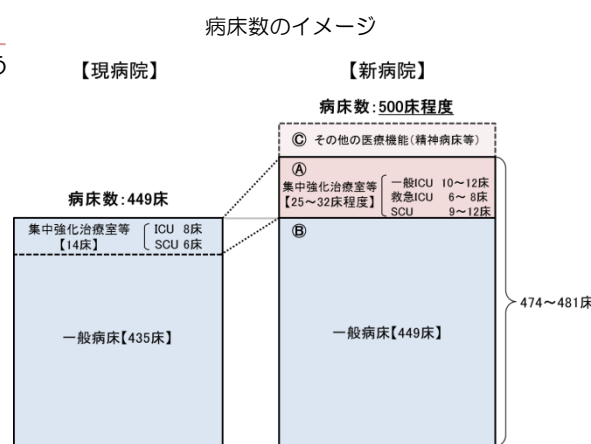 病床数のイメージ
う
【現病院】
【新病院】
病床数:500床程度
Ⓒ その他の医療機能(精神病床等)
Ⓐ
集中強化治療室等
【25～32床程度】
一般ICU 10～12床
救急ICU 6～ 8床
SCU 9～12床
病床数:449床
集中強化治療室等
【14床】
ICU 8床
SCU 6床
Ⓑ
474～481床
一般病床【435床】
一般病床【449床】